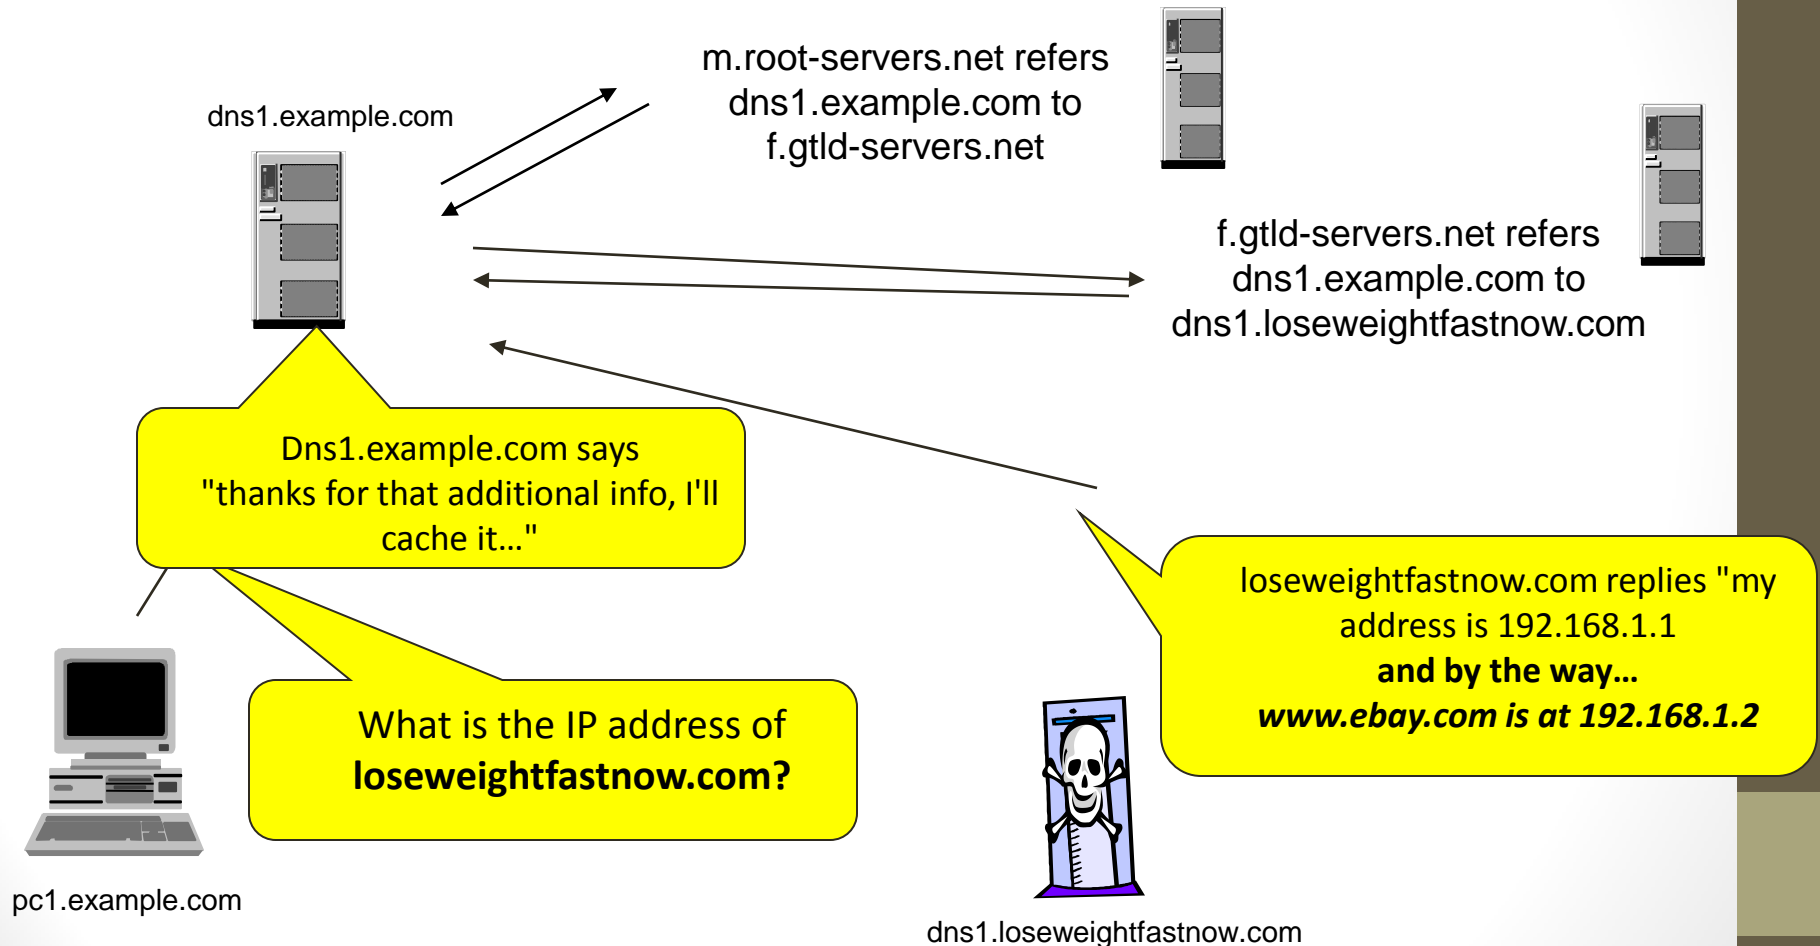 m.root-servers.net refers
dns1.example.com to
f.gtld-servers.net
dns1.example.com
f.gtld-servers.net refers
dns1.example.com to
dns1.loseweightfastnow.com
Dns1.example.com says
"thanks for that additional info, I'll
cache it…"
loseweightfastnow.com replies "my
address is 192.168.1.1
and by the way…
www.ebay.com is at 192.168.1.2
What is the IP address of
loseweightfastnow.com?
pc1.example.com
dns1.loseweightfastnow.com